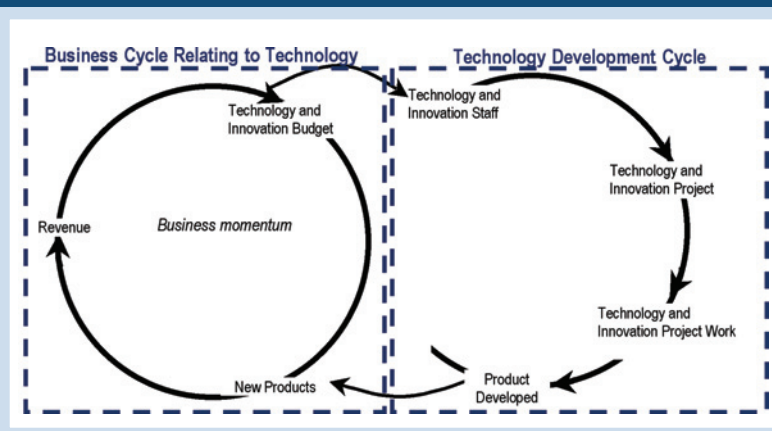 Business Cycle Relating to Technology
Technology and
Innovation Budget
Revenue
Business momentum
New Products
Technology Development Cycle
Technology and
Innovation Staff
Technology and
Innovation Project
Technology and
Innovation Project Work
Product
Developed